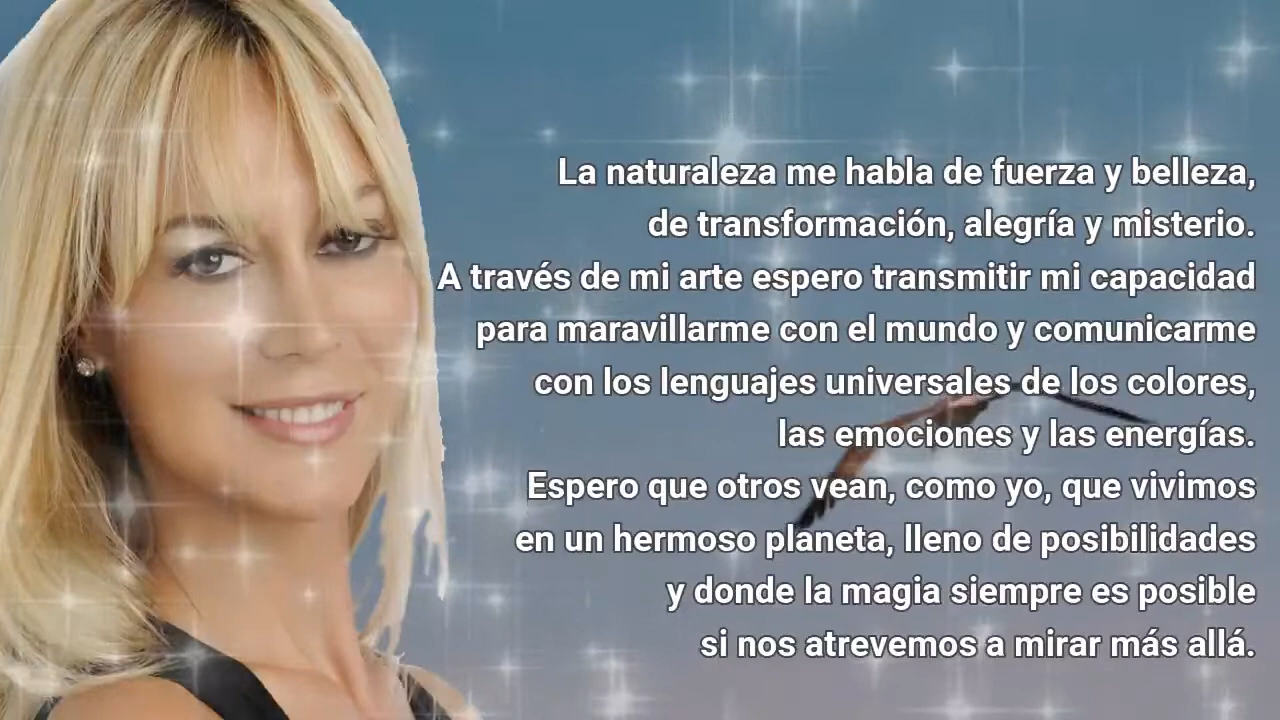 La naturaleza me habla de fuerza y belleza,
de transformación, alegría y misterio.
A través de mi arte espero transmitir mi capacidad
para maravillarme con el mundo y comunicarme
con los lenguajes universales de los colores,
las emociones y las energías.
Espero que otros vean, como yo, que vivimos
en un hermoso planeta, lleno de posibilidades
y donde la magia siempre es posible
si nos atrevemos a mirar más allá.